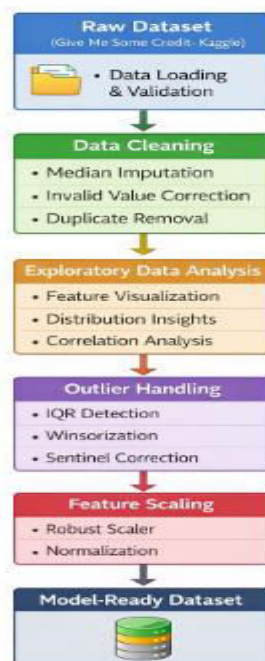 Raw Dataset
(Give Me Some Credit- Kaggle)
• Data Loading
& Validation
Data Cleaning
• Median Imputation
• Invalid Value Correction
• Duplicate Removal
Exploratory Data Analysis
• Feature Visualization
• Distribution Insights
• Correlation Analysis
Outlier Handling
• IQR Detection
• Winsorization
• Sentinel Correction
Feature Scaling
• Robust Scaler
• Normalization
Model-Ready Dataset